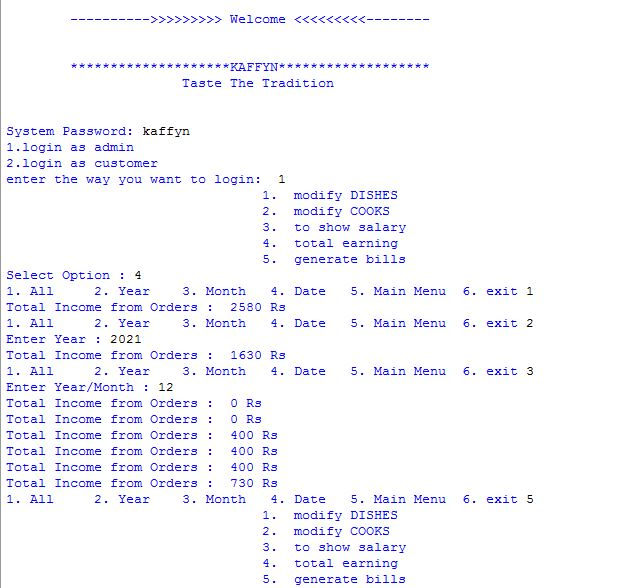 ---------->>>>>>>>> Welcome <<<<<<<<<--------
********************KAFFYN*******************
Taste The Tradition
System Password: kaffyn
1.login as admin
2.login as customer
enter the way you want to login:  1
1.  modify DISHES
2.  modify COOKS
3.  to show salary
4.  total earning
5.  generate bills
Select Option : 4
1. All     2. Year    3. Month   4. Date   5. Main Menu  6. exit 1
Total Income from Orders :  2580 Rs
1. All     2. Year    3. Month   4. Date   5. Main Menu  6. exit 2
Enter Year : 2021
Total Income from Orders :  1630 Rs
1. All     2. Year    3. Month   4. Date   5. Main Menu  6. exit 3
Enter Year/Month : 12
Total Income from Orders :  0 Rs
Total Income from Orders :  0 Rs
Total Income from Orders :  400 Rs
Total Income from Orders :  400 Rs
Total Income from Orders :  400 Rs
Total Income from Orders :  730 Rs
1. All     2. Year    3. Month   4. Date   5. Main Menu  6. exit 5
1.  modify DISHES
2.  modify COOKS
3.  to show salary
4.  total earning
5.  generate bills